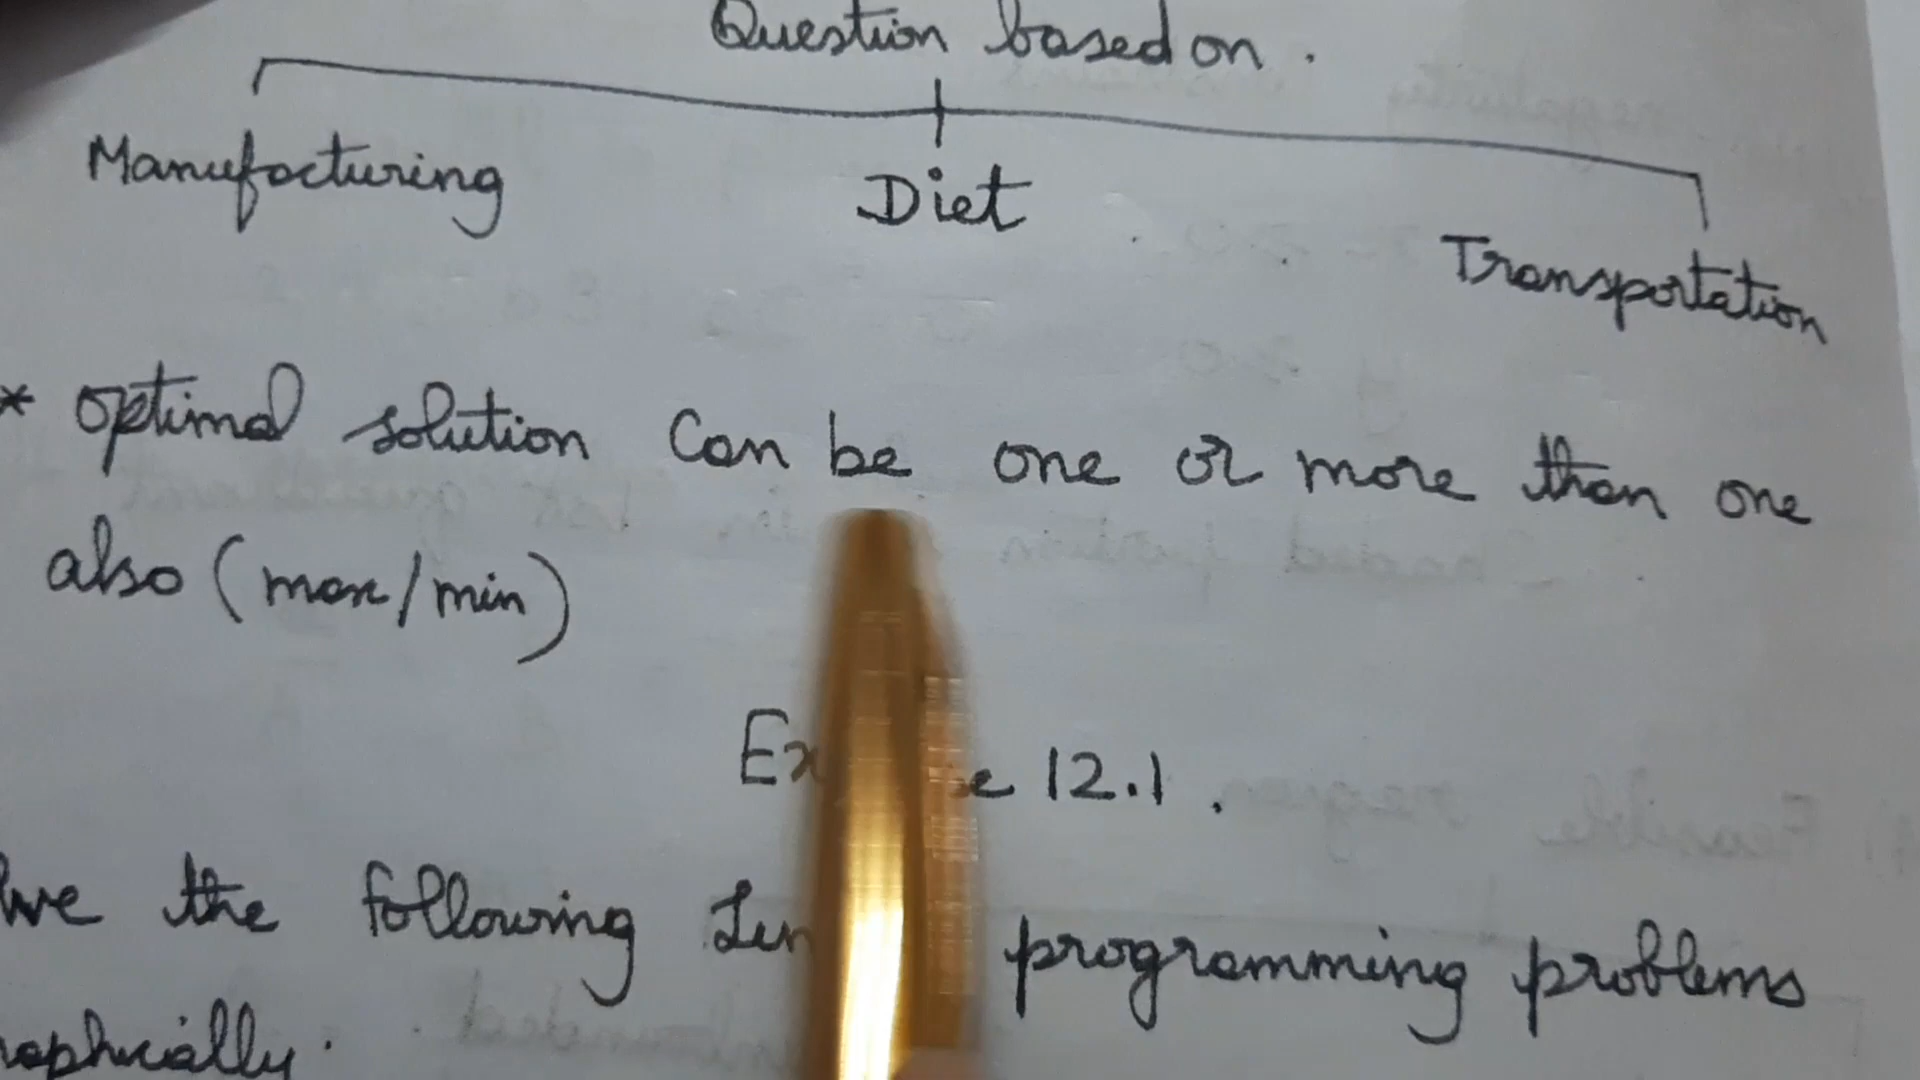 Question based on.
Manufacturing Diet Transportation
* optimal solution can be one or more than one
also (max/min)
12.1.
the following programming problems